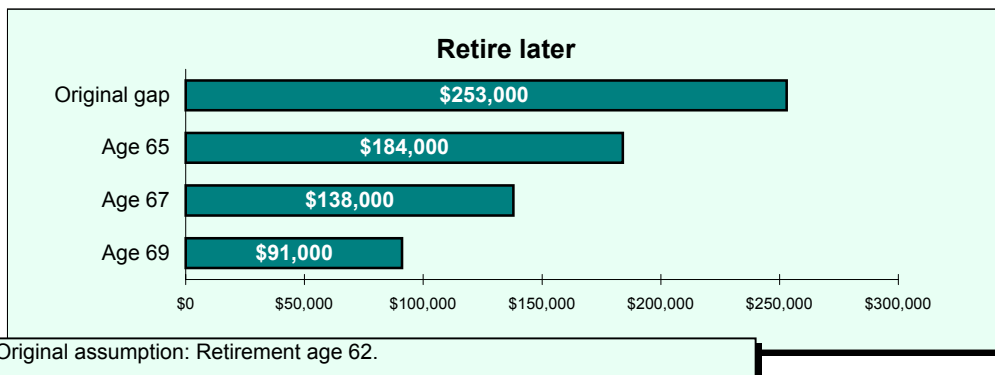 Retire later
Original gap
$253,000
Age 65
$184,000
Age 67
$138,000
Age 69
$91,000
$0 $50,000 $100,000 $150,000 $200,000 $250,000 $300,000
Original assumption: Retirement age 62.